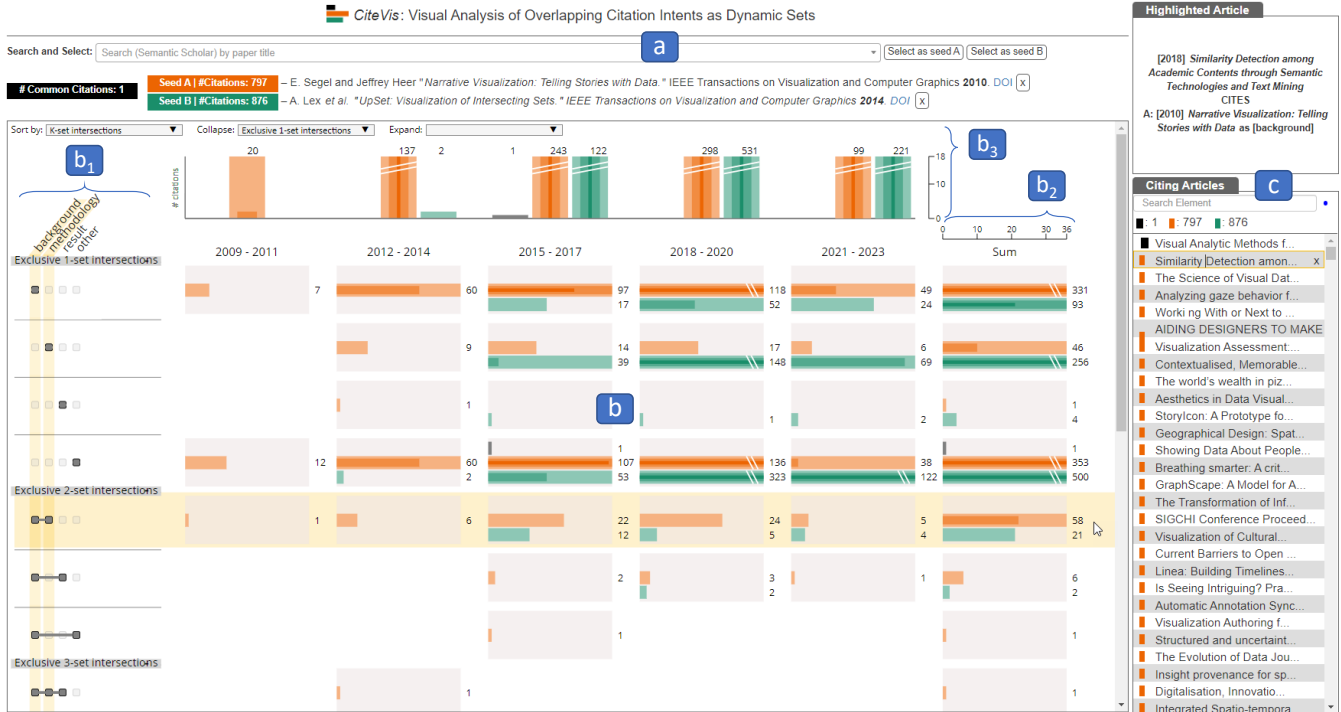 CiteVis: Visual Analysis of Overlapping Citation Intents as Dynamic Sets
Search and Select: Search (Semantic Scholar) by paper title a Select as seed A Select as seed B
# Common Citations: 1
Seed A | #Citations: 797 – E. Segel and Jeffrey Heer "Narrative Visualization: Telling Stories with Data." IEEE Transactions on Visualization and Computer Graphics 2010. DOI x
Seed B | #Citations: 876 – A. Lex et al. "UpSet: Visualization of Intersecting Sets." IEEE Transactions on Visualization and Computer Graphics 2014. DOI x
Sort by: K-set intersections Collapse: Exclusive 1-set intersections Expand:
b1
background
methodology
result
other
# citations
20 137 2 1 243 122 298 531 99 221
18
10
0
b3
b2
0 10 20 30 36
2009 - 2011 2012 - 2014 2015 - 2017 2018 - 2020 2021 - 2023 Sum
Exclusive 1-set intersections
7 60 97 118 49 331
17 52 24 93
9 14 17 6 46
39 148 69 256
1 1
b
1 2 4
1 1
12 60 107 136 38 353
2 53 323 122 500
Exclusive 2-set intersections
1 6 22 24 5 58
12 5 4 21
2 3 1 6
2 2
1 1
Exclusive 3-set intersections
1 1
Highlighted Article
[2018] Similarity Detection among
Academic Contents through Semantic
Technologies and Text Mining
CITES
A: [2010] Narrative Visualization: Telling
Stories with Data as [background]
Citing Articles
c
Search Element
: 1 : 797 : 876
Visual Analytic Methods f...
Similarity Detection amon... x
The Science of Visual Dat...
Analyzing gaze behavior f...
Worki ng With or Next to ...
AIDING DESIGNERS TO MAKE
Visualization Assessment:...
Contextualised, Memorable...
The world's wealth in piz...
Aesthetics in Data Visual...
StoryIcon: A Prototype fo...
Geographical Design: Spat...
Showing Data About People...
Breathing smarter: A crit...
GraphScape: A Model for A...
The Transformation of Inf...
SIGCHI Conference Proceed...
Visualization of Cultural...
Current Barriers to Open ...
Linea: Building Timelines...
Is Seeing Intriguing? Pra...
Automatic Annotation Sync...
Visualization Authoring f...
Structured and uncertaint...
The Evolution of Data Jou...
Insight provenance for sp...
Digitalisation, Innovatio...
Integrated Spatio-tempora